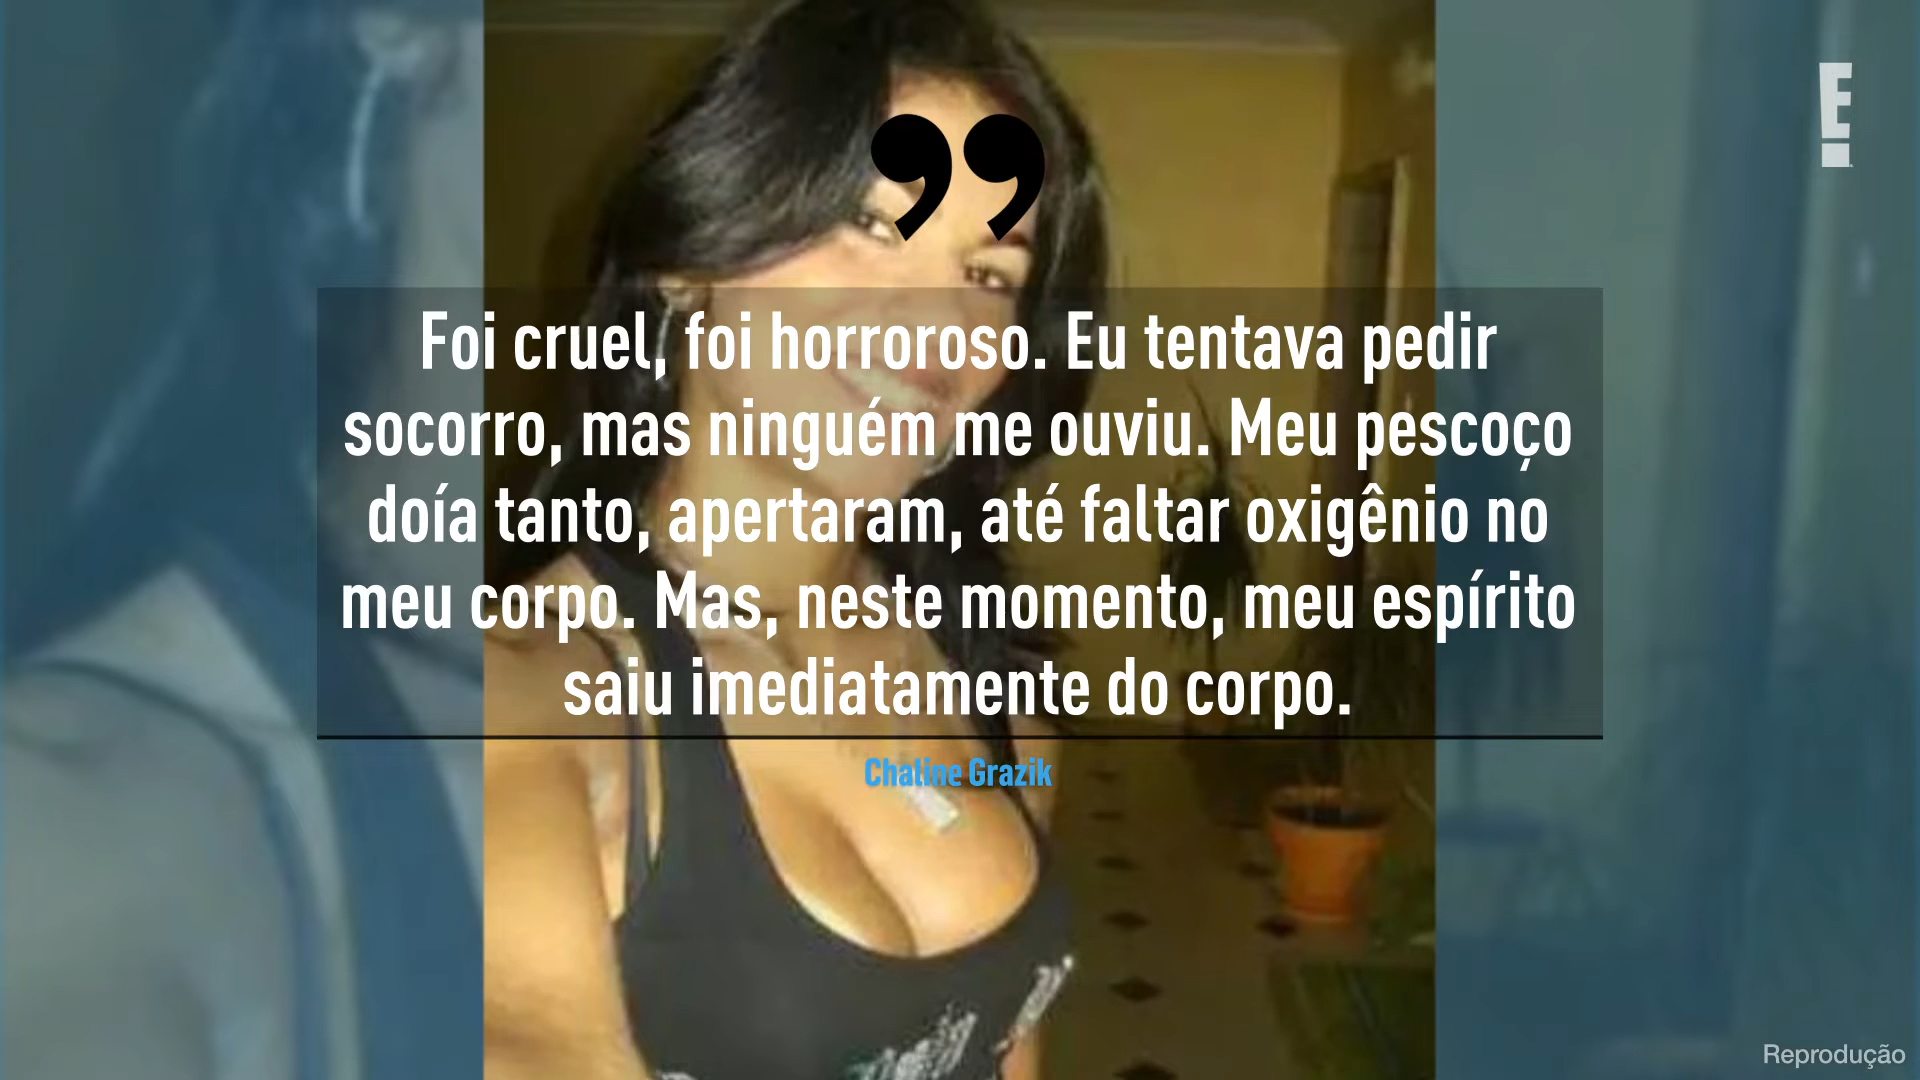 E!
”
Foi cruel, foi horroroso. Eu tentava pedir
socorro, mas ninguém me ouviu. Meu pescoço
doía tanto, apertaram, até faltar oxigênio no
meu corpo. Mas, neste momento, meu espírito
saiu imediatamente do corpo.
Chaline Grazik
Reprodução